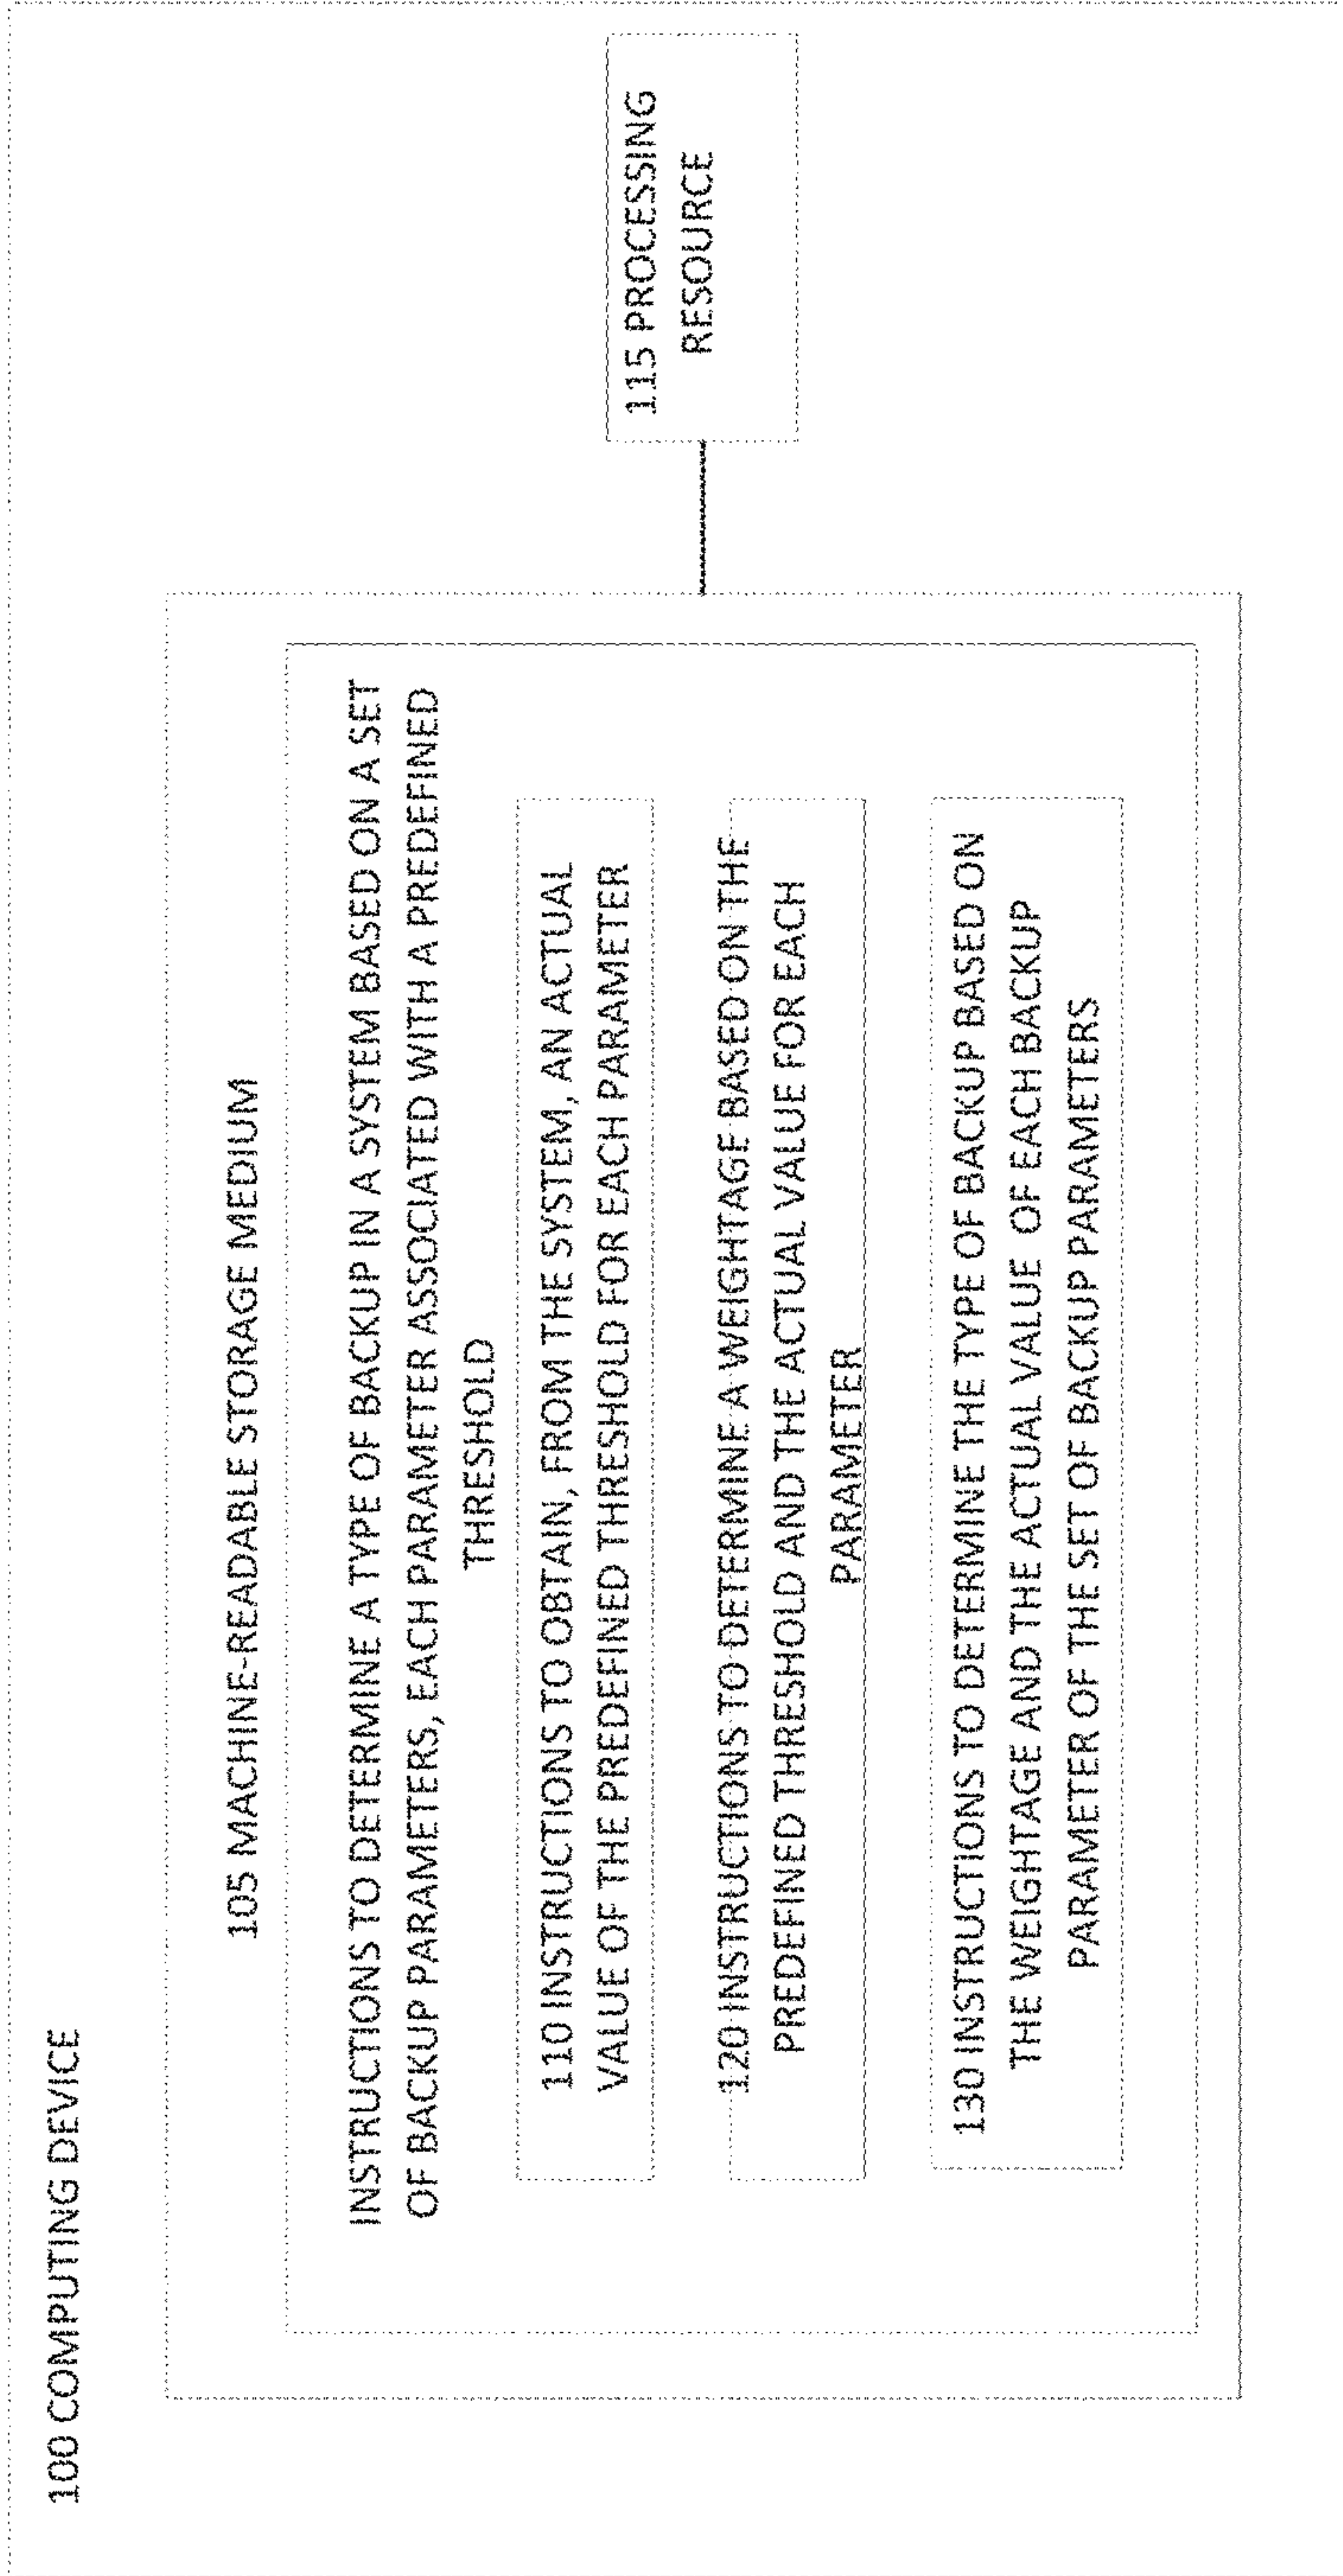 100 COMPUTING DEVICE
105 MACHINE-READABLE STORAGE MEDIUM
INSTRUCTIONS TO DETERMINE A TYPE OF BACKUP IN A SYSTEM BASED ON A SET
OF BACKUP PARAMETERS, EACH PARAMETER ASSOCIATED WITH A PREDEFINED
THRESHOLD
110 INSTRUCTIONS TO OBTAIN, FROM THE SYSTEM, AN ACTUAL
VALUE OF THE PREDEFINED THRESHOLD FOR EACH PARAMETER
120 INSTRUCTIONS TO DETERMINE A WEIGHTAGE BASED ON THE
PREDEFINED THRESHOLD AND THE ACTUAL VALUE FOR EACH
PARAMETER
130 INSTRUCTIONS TO DETERMINE THE TYPE OF BACKUP BASED ON
THE WEIGHTAGE AND THE ACTUAL VALUE OF EACH BACKUP
PARAMETER OF THE SET OF BACKUP PARAMETERS
115 PROCESSING
RESOURCE